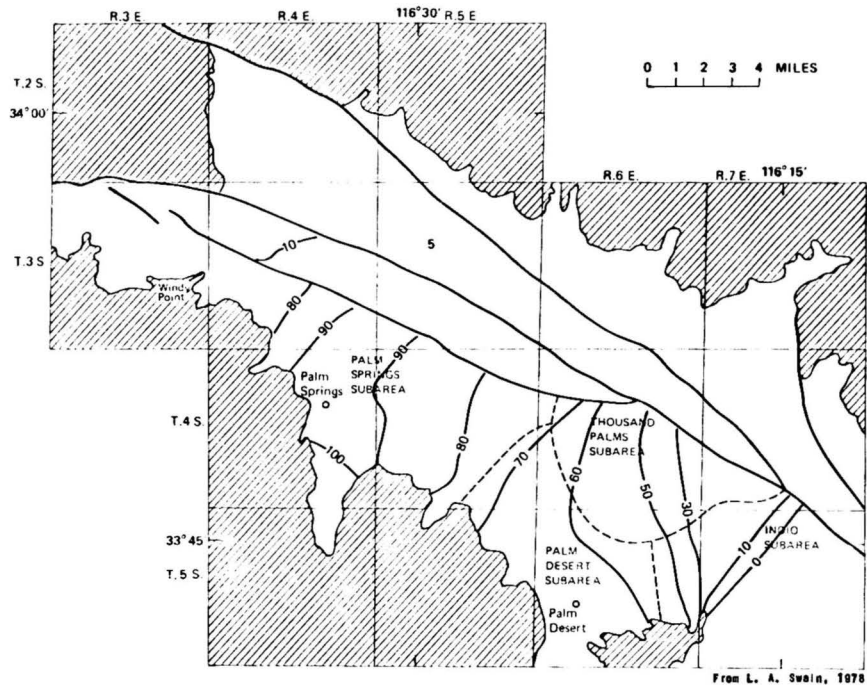 R.3 E. R.4 E. 116°30' R.5 E
0 1 2 3 4 MILES
T.2 S.
34°00'
R.6 E. R.7 E. 116°15'
10
5
T.3 S
Windy
Point
80
90
90
PALM
SPRINGS
SUBAREA
Palm
Springs
80
THOUSAND
PALMS
SUBAREA
T.4 S.
70
60
100
50
30
33°45'
10
INDIO
SUBAREA
0
PALM
DESERT
SUBAREA
T.5 S.
Palm
Desert
From L. A. Swain, 1978